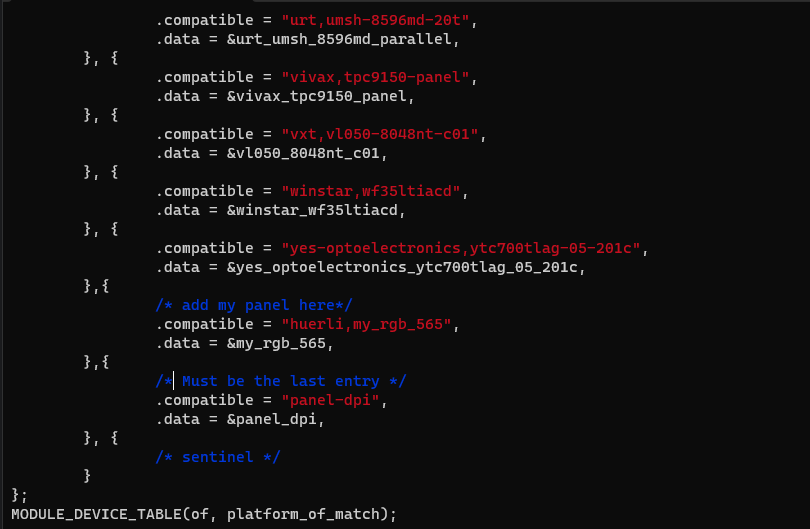 .compatible = "urt,umsh-8596md-20t",
.data = &urt_umsh_8596md_parallel,
}, {
.compatible = "vivax,tpc9150-panel",
.data = &vivax_tpc9150_panel,
}, {
.compatible = "vxt,vl050-8048nt-c01",
.data = &vl050_8048nt_c01,
}, {
.compatible = "winstar,wf35ltiacd",
.data = &winstar_wf35ltiacd,
}, {
.compatible = "yes-optoelectronics,ytc700tlag-05-201c",
.data = &yes_optoelectronics_ytc700tlag_05_201c,
},{
/* add my panel here*/
.compatible = "huerli,my_rgb_565",
.data = &my_rgb_565,
},{
/* Must be the last entry */
.compatible = "panel-dpi",
.data = &panel_dpi,
}, {
/* sentinel */
}
};
MODULE_DEVICE_TABLE(of, platform_of_match);